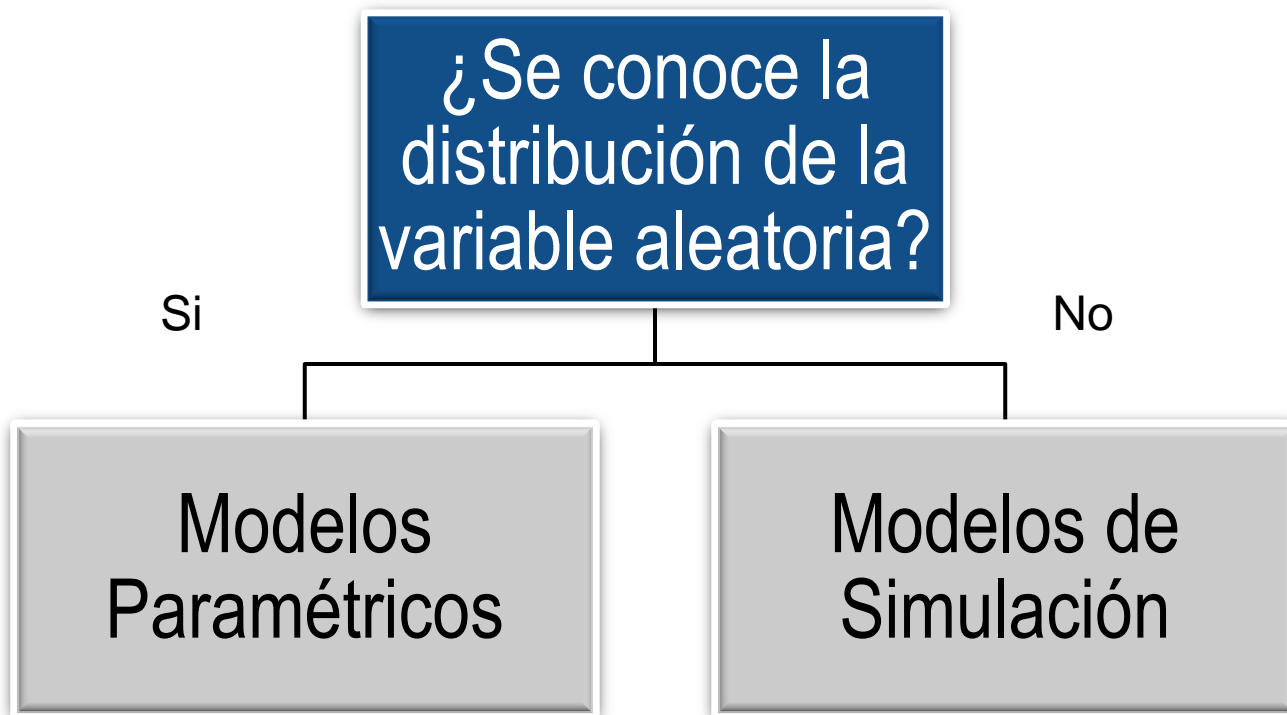 ¿Se conoce la
distribución de la
variable aleatoria?
Si
No
Modelos
Paramétricos
Modelos de
Simulación